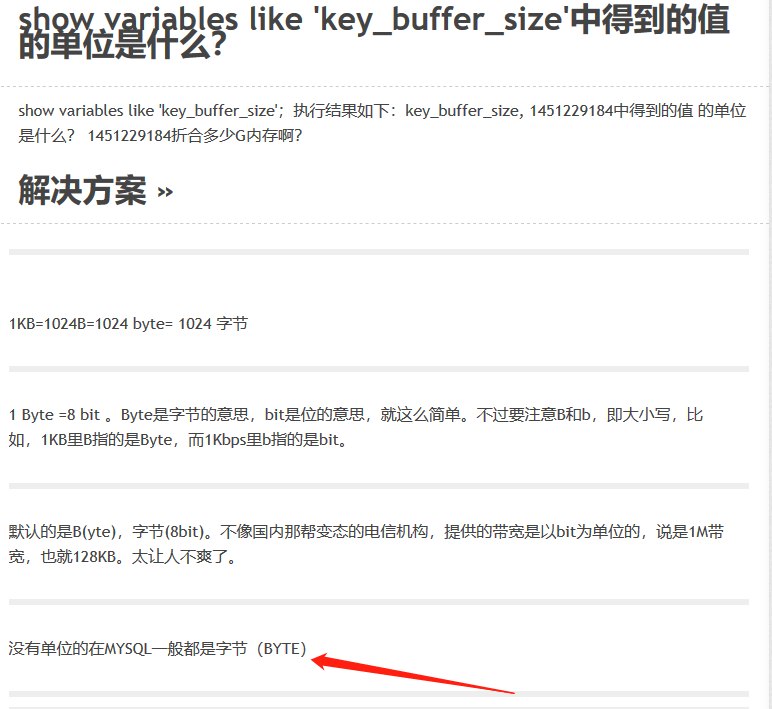 show variables like 'key_buffer_size'中得到的值
的单位是什么？
show variables like 'key_buffer_size'；执行结果如下：key_buffer_size, 1451229184中得到的值 的单位
是什么？ 1451229184折合多少G内存啊？
解决方案 »
1KB=1024B=1024 byte= 1024 字节
1 Byte =8 bit 。Byte是字节的意思，bit是位的意思，就这么简单。不过要注意B和b，即大小写，比
如，1KB里B指的是Byte，而1Kbps里b指的是bit。
默认的是B(yte)，字节(8bit)。不像国内那帮变态的电信机构，提供的带宽是以bit为单位的，说是1M带
宽，也就128KB。太让人不爽了。
没有单位的在MYSQL一般都是字节（BYTE）